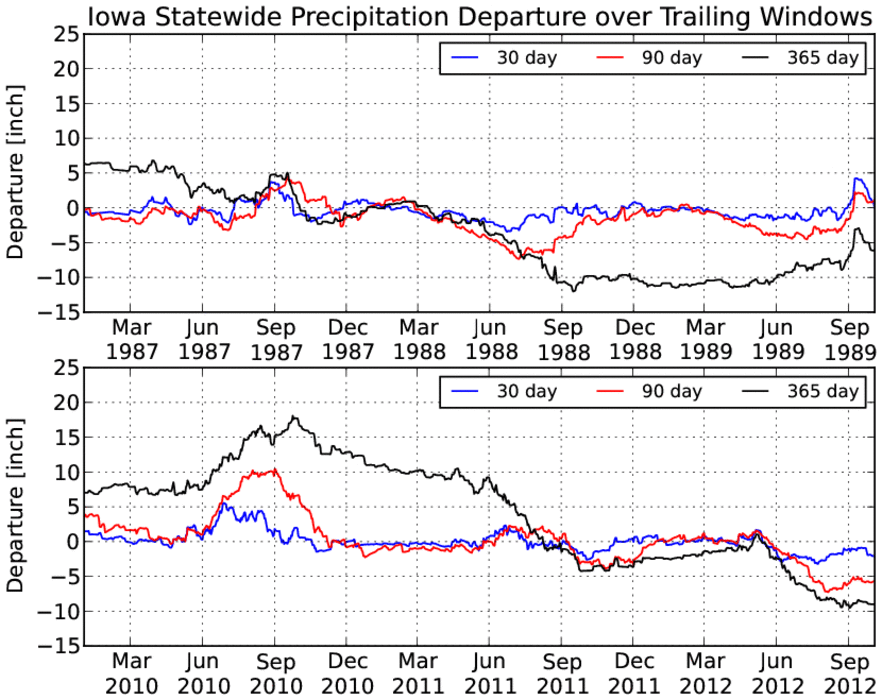 Iowa Statewide Precipitation Departure over Trailing Windows
25
20
15
10
5
0
−5
−10
−15
Departure [inch]
30 day 90 day 365 day
Mar Jun Sep Dec Mar Jun Sep Dec Mar Jun Sep
1987 1987 1987 1987 1988 1988 1988 1988 1989 1989 1989
25
20
15
10
5
0
−5
−10
−15
Departure [inch]
30 day 90 day 365 day
Mar Jun Sep Dec Mar Jun Sep Dec Mar Jun Sep
2010 2010 2010 2010 2011 2011 2011 2011 2012 2012 2012